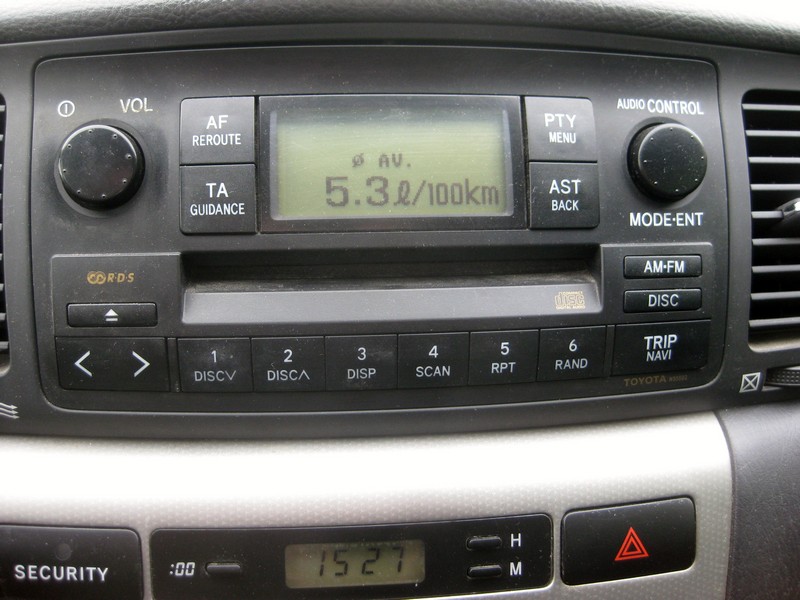 VOL
AF
REROUTE
PTY
MENU
AUDIO CONTROL
ø AV.
5.3ℓ/100km
TA
GUIDANCE
AST
BACK
MODE·ENT
R·D·S
AM·FM
DISC
DISC
1
DISC∨
2
DISC∧
3
DISP
4
SCAN
5
RPT
6
RAND
TRIP
NAVI
TOYOTA
SECURITY
:00
15 27
H
M